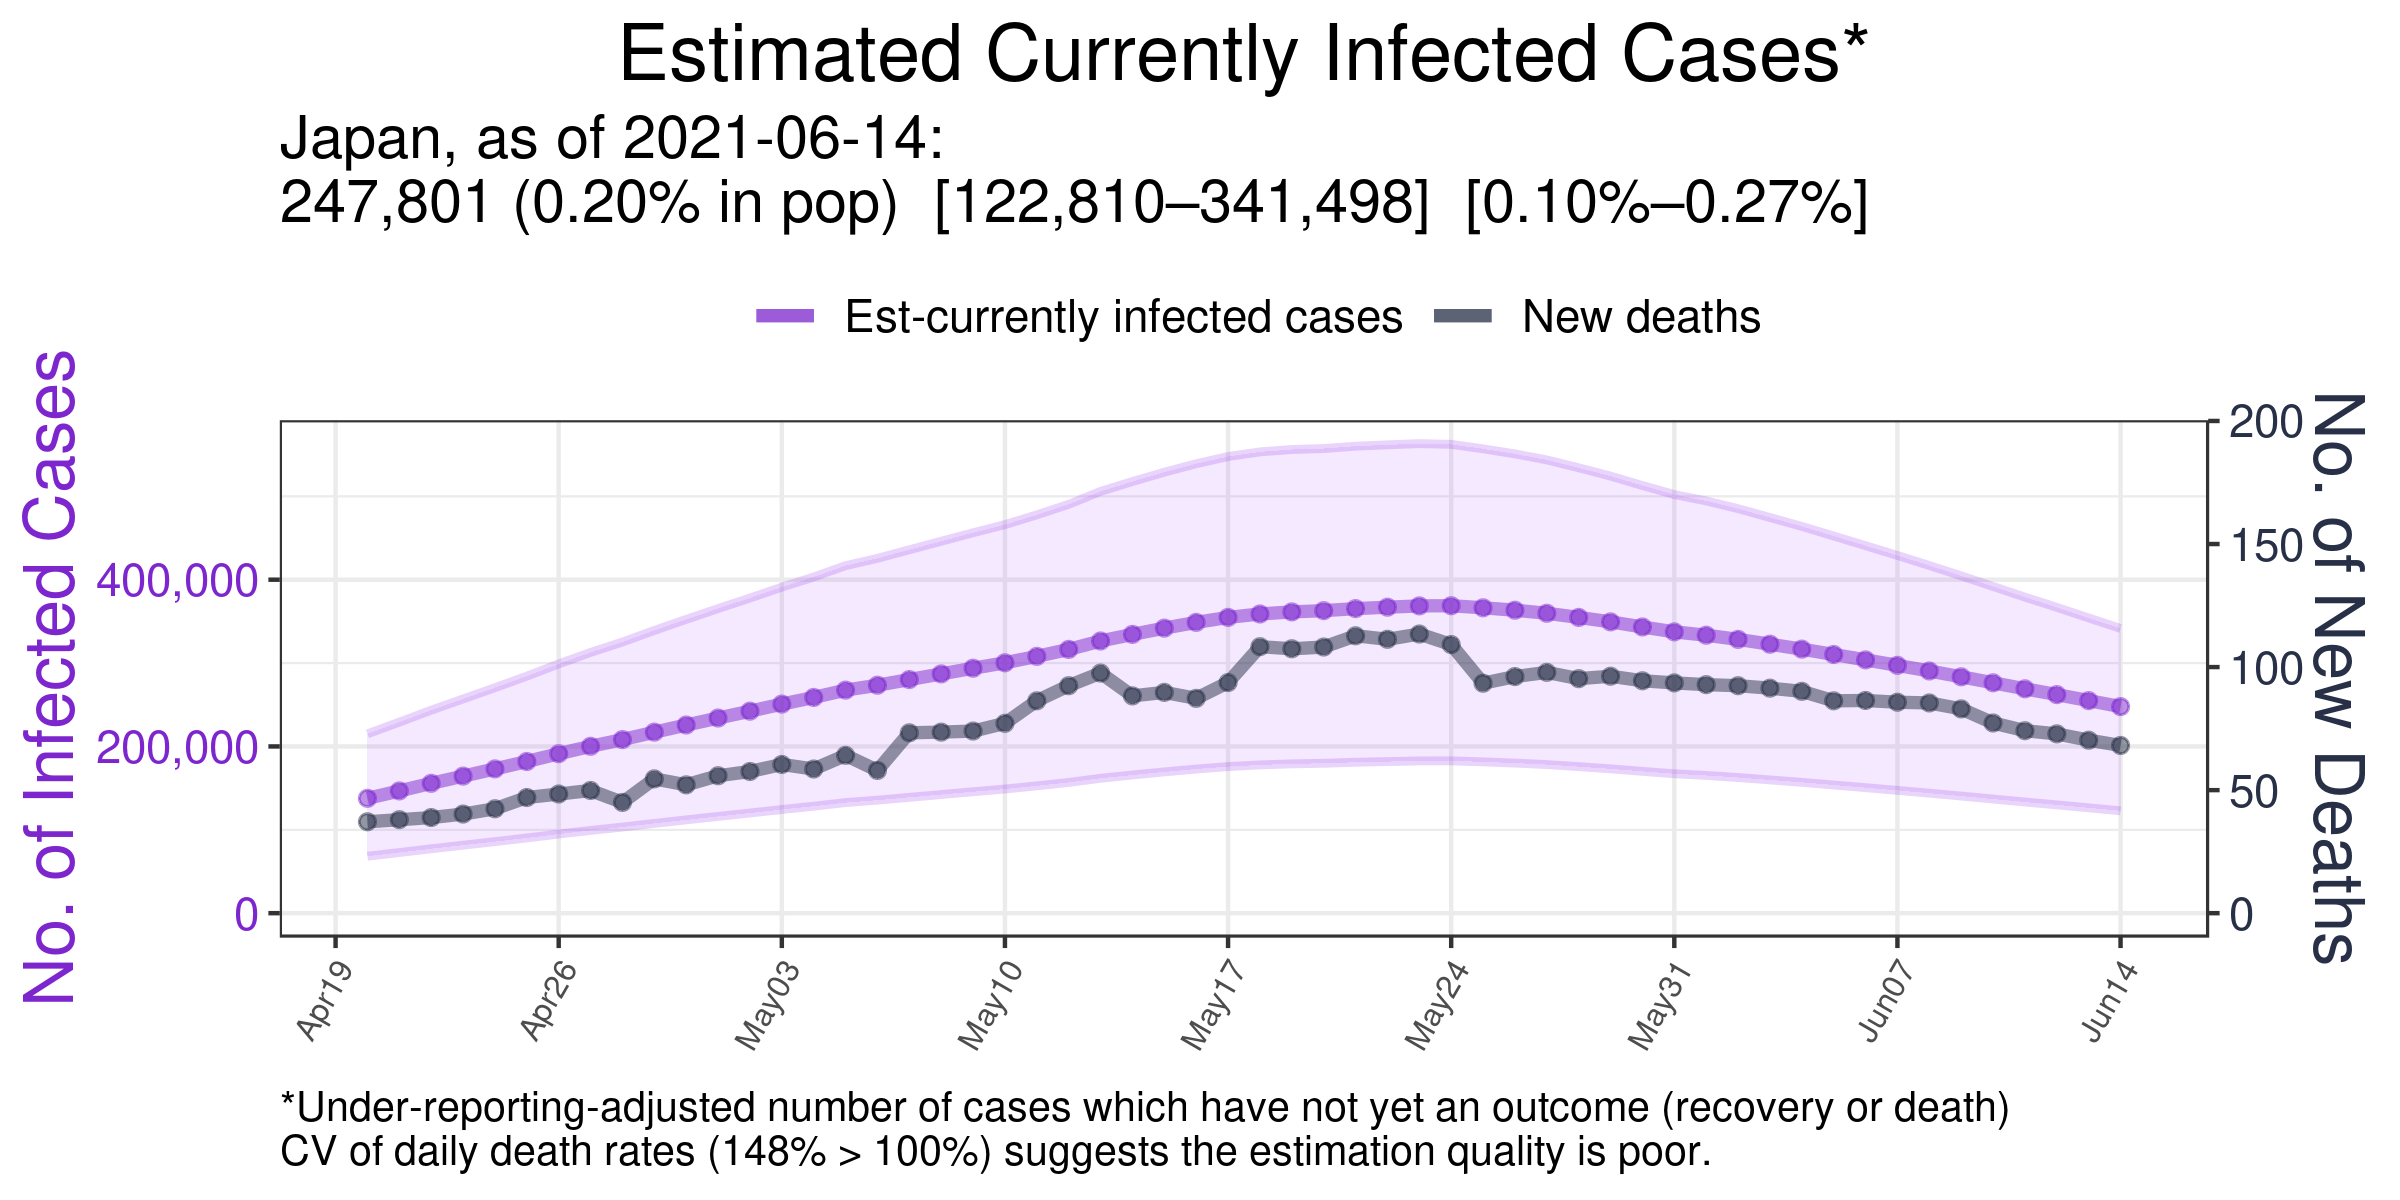 Estimated Currently Infected Cases*
Japan, as of 2021-06-14:
247,801 (0.20% in pop)  [122,810–341,498]  [0.10%–0.27%]
Est-currently infected cases
New deaths
No. of Infected Cases
400,000
200,000
0
200
150
100
50
0
No. of New Deaths
Apr19
Apr26
May03
May10
May17
May24
May31
Jun07
Jun14
*Under-reporting-adjusted number of cases which have not yet an outcome (recovery or death)
CV of daily death rates (148% > 100%) suggests the estimation quality is poor.